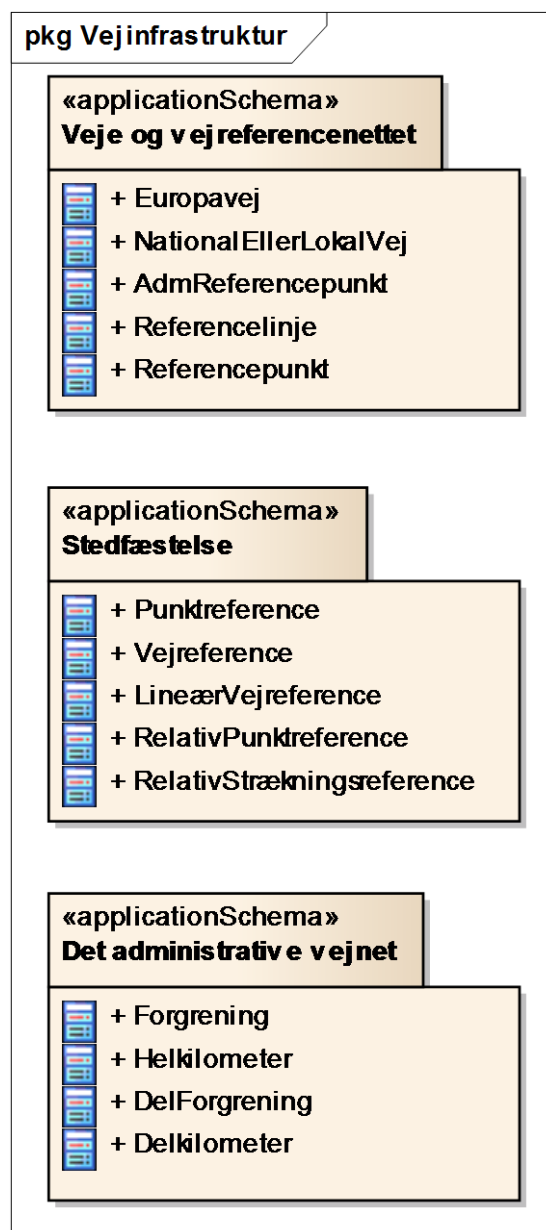 pkg Vejinfrastruktur
«applicationSchema»
Veje og vejreferencenettet
+ Europavej
+ NationalEllerLokalVej
+ AdmReferencepunkt
+ Referencelinje
+ Referencepunkt
«applicationSchema»
Stedfæstelse
+ Punktreference
+ Vejreference
+ LineærVejreference
+ RelativPunktreference
+ RelativStrækningsreference
«applicationSchema»
Det administrative vejnet
+ Forgrening
+ Helkilometer
+ DelForgrening
+ Delkilometer